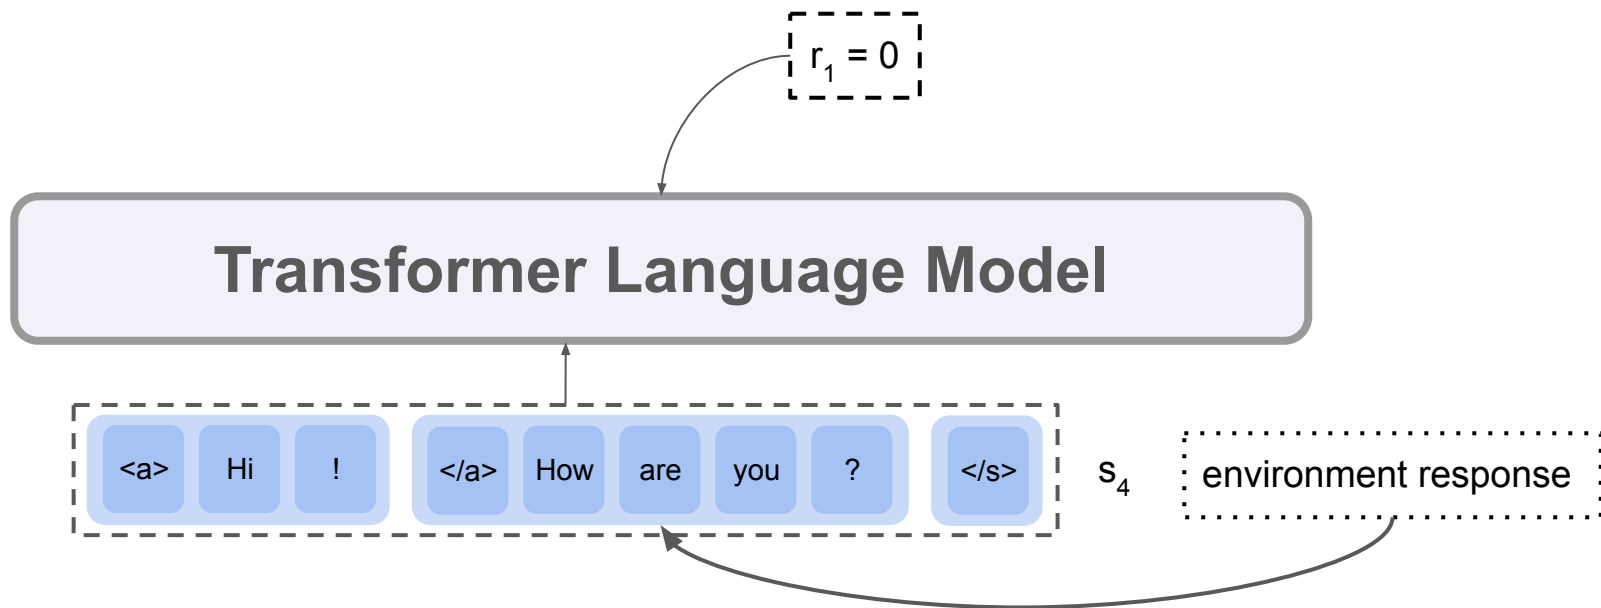 r₁ = 0
Transformer Language Model
<a> Hi ! </a> How are you ? </s> s₄ environment response